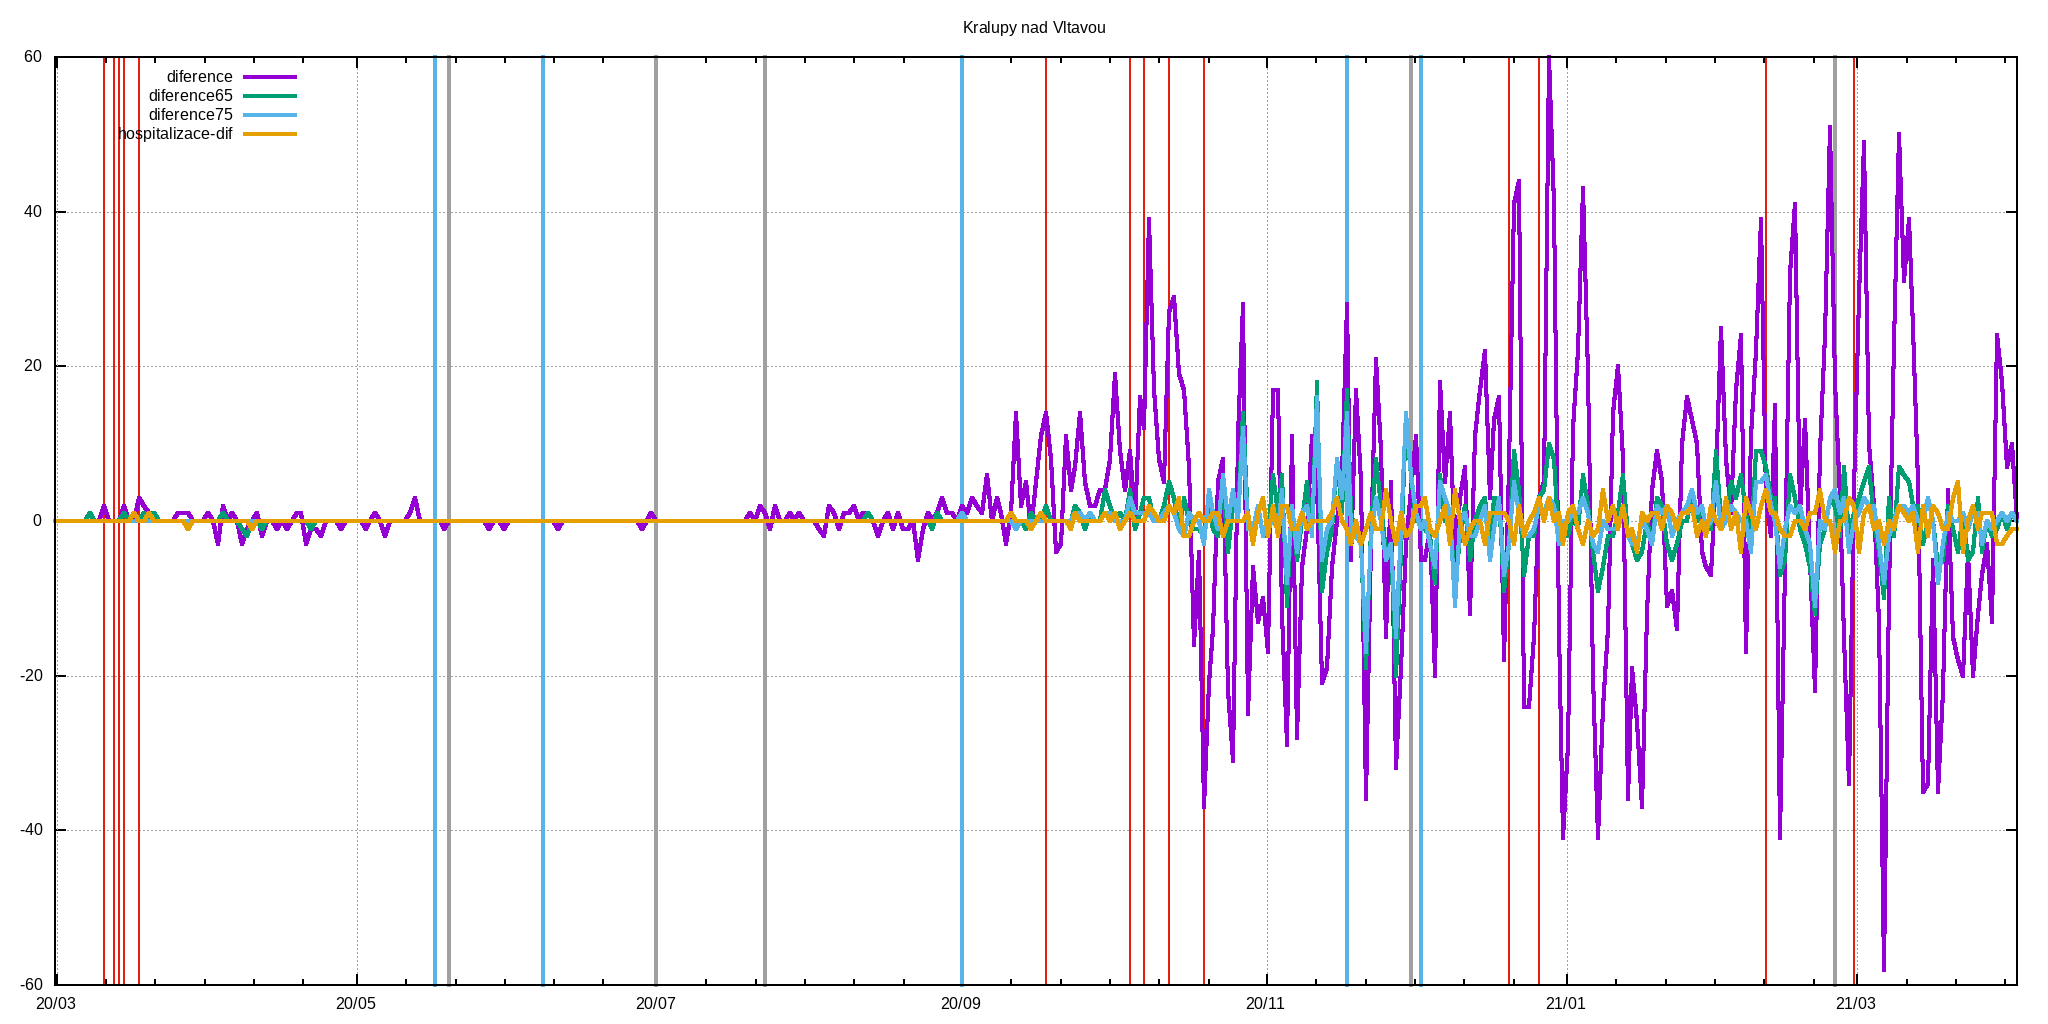 Kralupy nad Vltavou
60
40
20
0
-20
-40
-60
diference
diference65
diference75
hospitalizace-dif
20/03 20/05 20/07 20/09 20/11 21/01 21/03